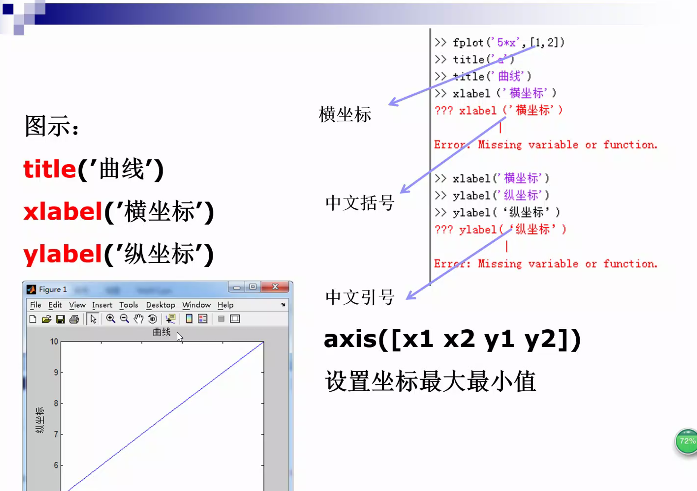 图示：
title(’曲线’)
xlabel(’横坐标’)
ylabel(’纵坐标’)
>> fplot('5*x',[1,2])
>> title('a')
>> title('曲线')
>> xlabel（'横坐标'）
??? xlabel（'横坐标'）
|
Error: Missing variable or function.
>> xlabel('横坐标')
>> ylabel('纵坐标')
>> ylabel(‘纵坐标’)
??? ylabel(‘纵坐标’)
|
Error: Missing variable or function.
横坐标
中文括号
中文引号
axis([x1 x2 y1 y2])
设置坐标最大最小值
Figure 1
File Edit View Insert Tools Desktop Window Help
曲线
纵坐标
10
9
8
7
6
72%